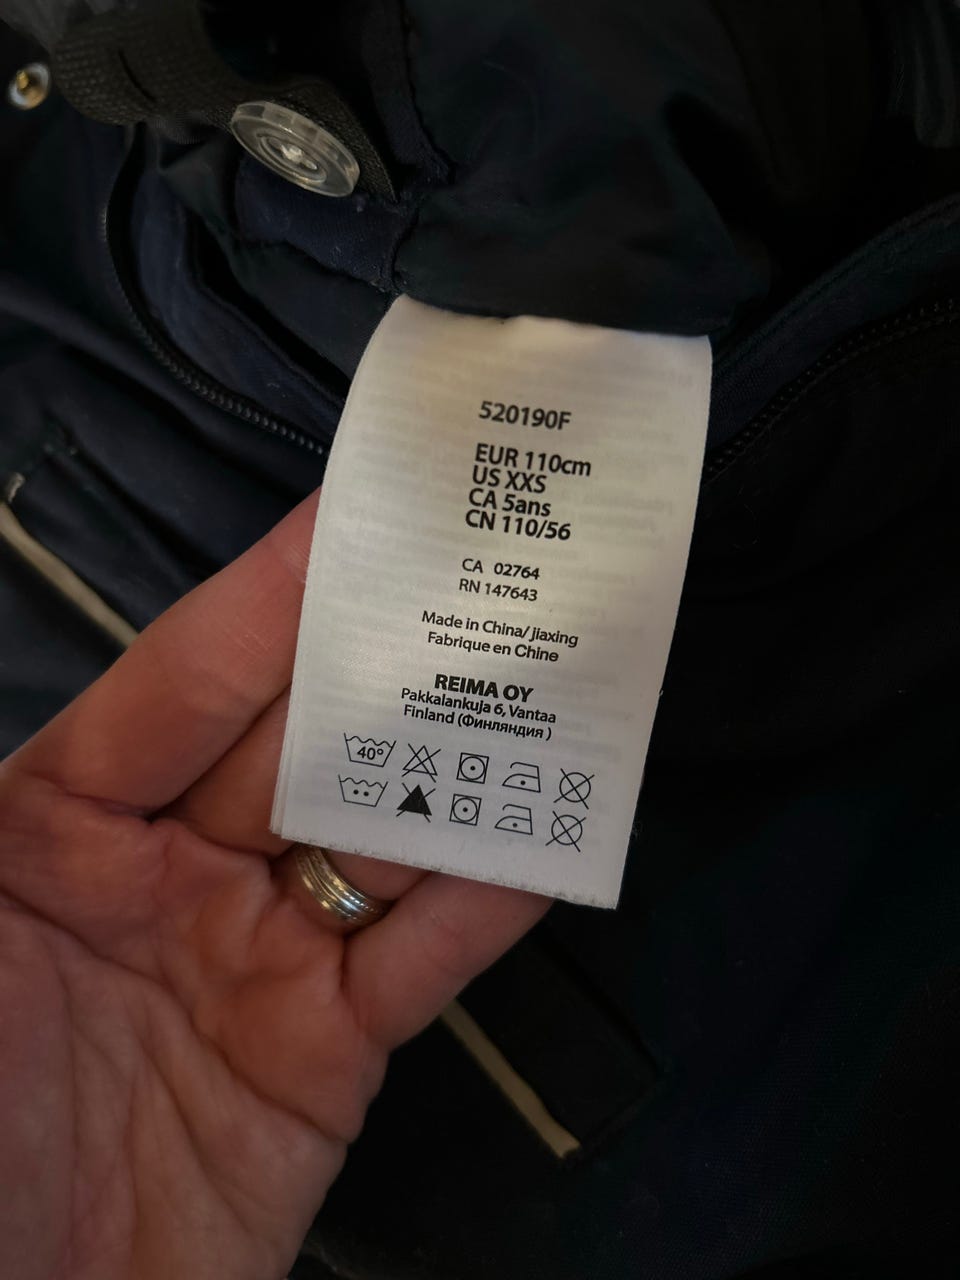 520190F
EUR 110cm
US XXS
CA 5ans
CN 110/56
CA 02764
RN 147643
Made in China/ jiaxing
Fabrique en Chine
REIMA OY
Pakkalankuja 6, Vantaa
Finland (Финляндия )
40°